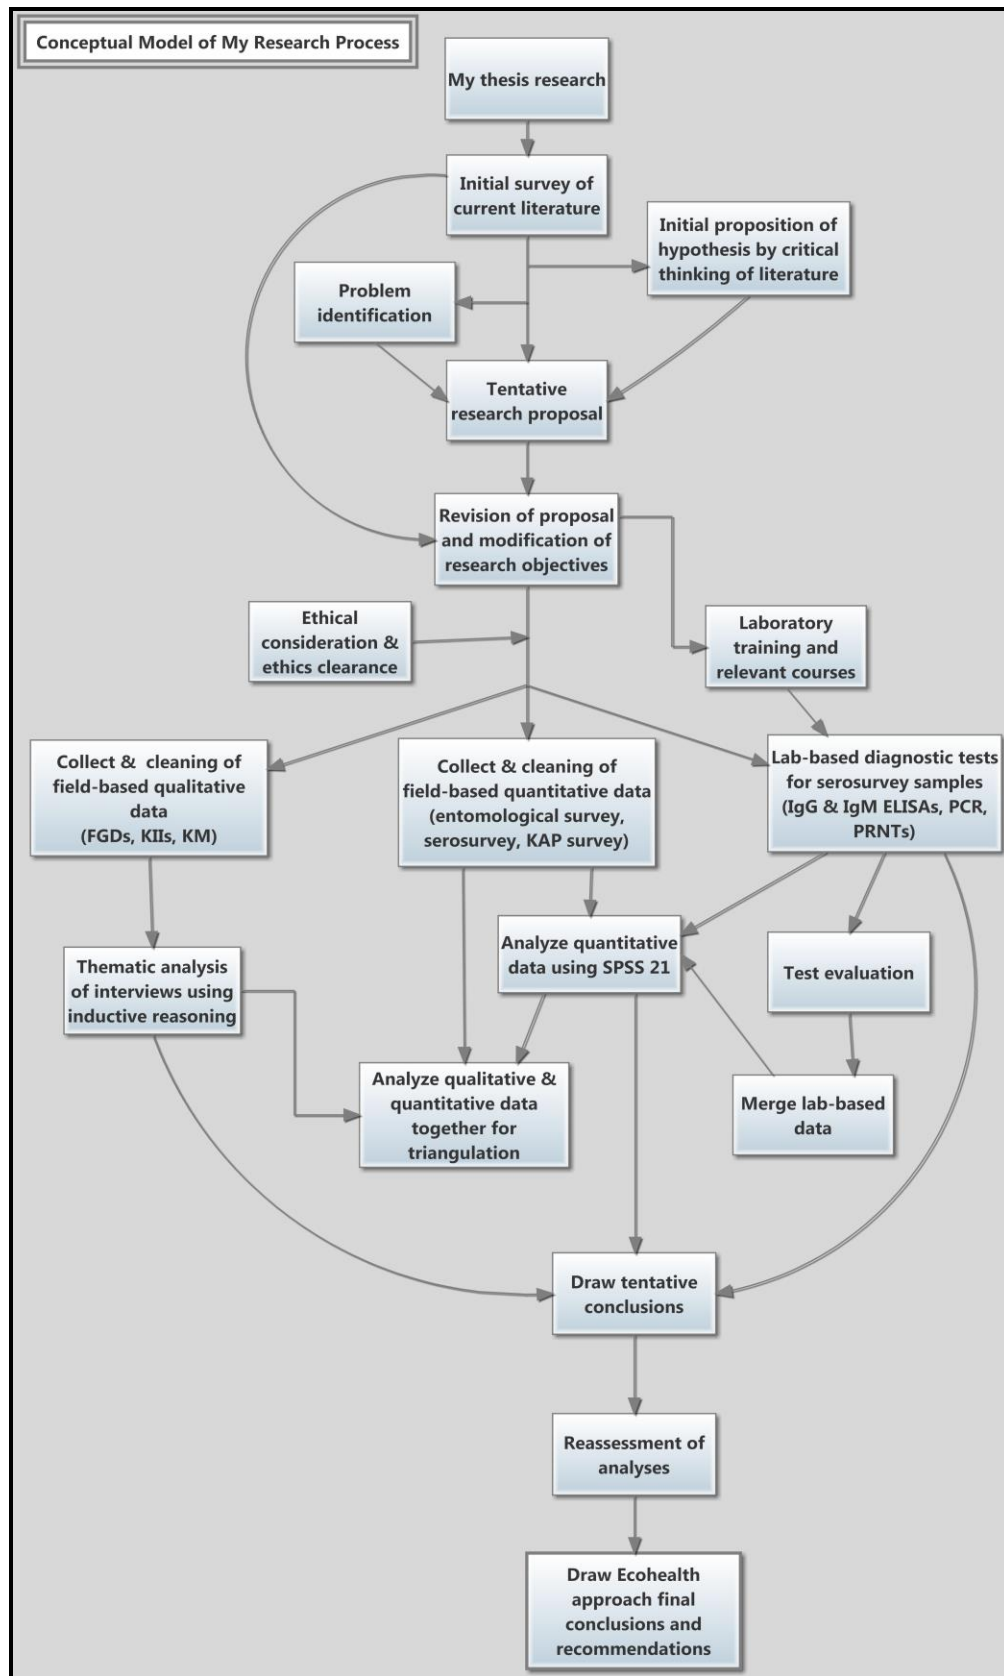 Conceptual Model of My Research Process
My thesis research
Initial survey of
current literature
Initial proposition of
hypothesis by critical
thinking of literature
Problem
identification
Tentative
research proposal
Revision of proposal
and modification of
research objectives
Ethical
consideration &
ethics clearance
Laboratory
training and
relevant courses
Collect &  cleaning of
field-based qualitative
data
(FGDs, KIIs, KM)
Collect & cleaning of
field-based quantitative data
(entomological survey,
serosurvey, KAP survey)
Lab-based diagnostic tests
for serosurvey samples
(IgG & IgM ELISAs, PCR,
PRNTs)
Thematic analysis
of interviews using
inductive reasoning
Analyze quantitative
data using SPSS 21
Test evaluation
Analyze qualitative &
quantitative data
together for
triangulation
Merge lab-based
data
Draw tentative
conclusions
Reassessment of
analyses
Draw Ecohealth
approach final
conclusions and
recommendations